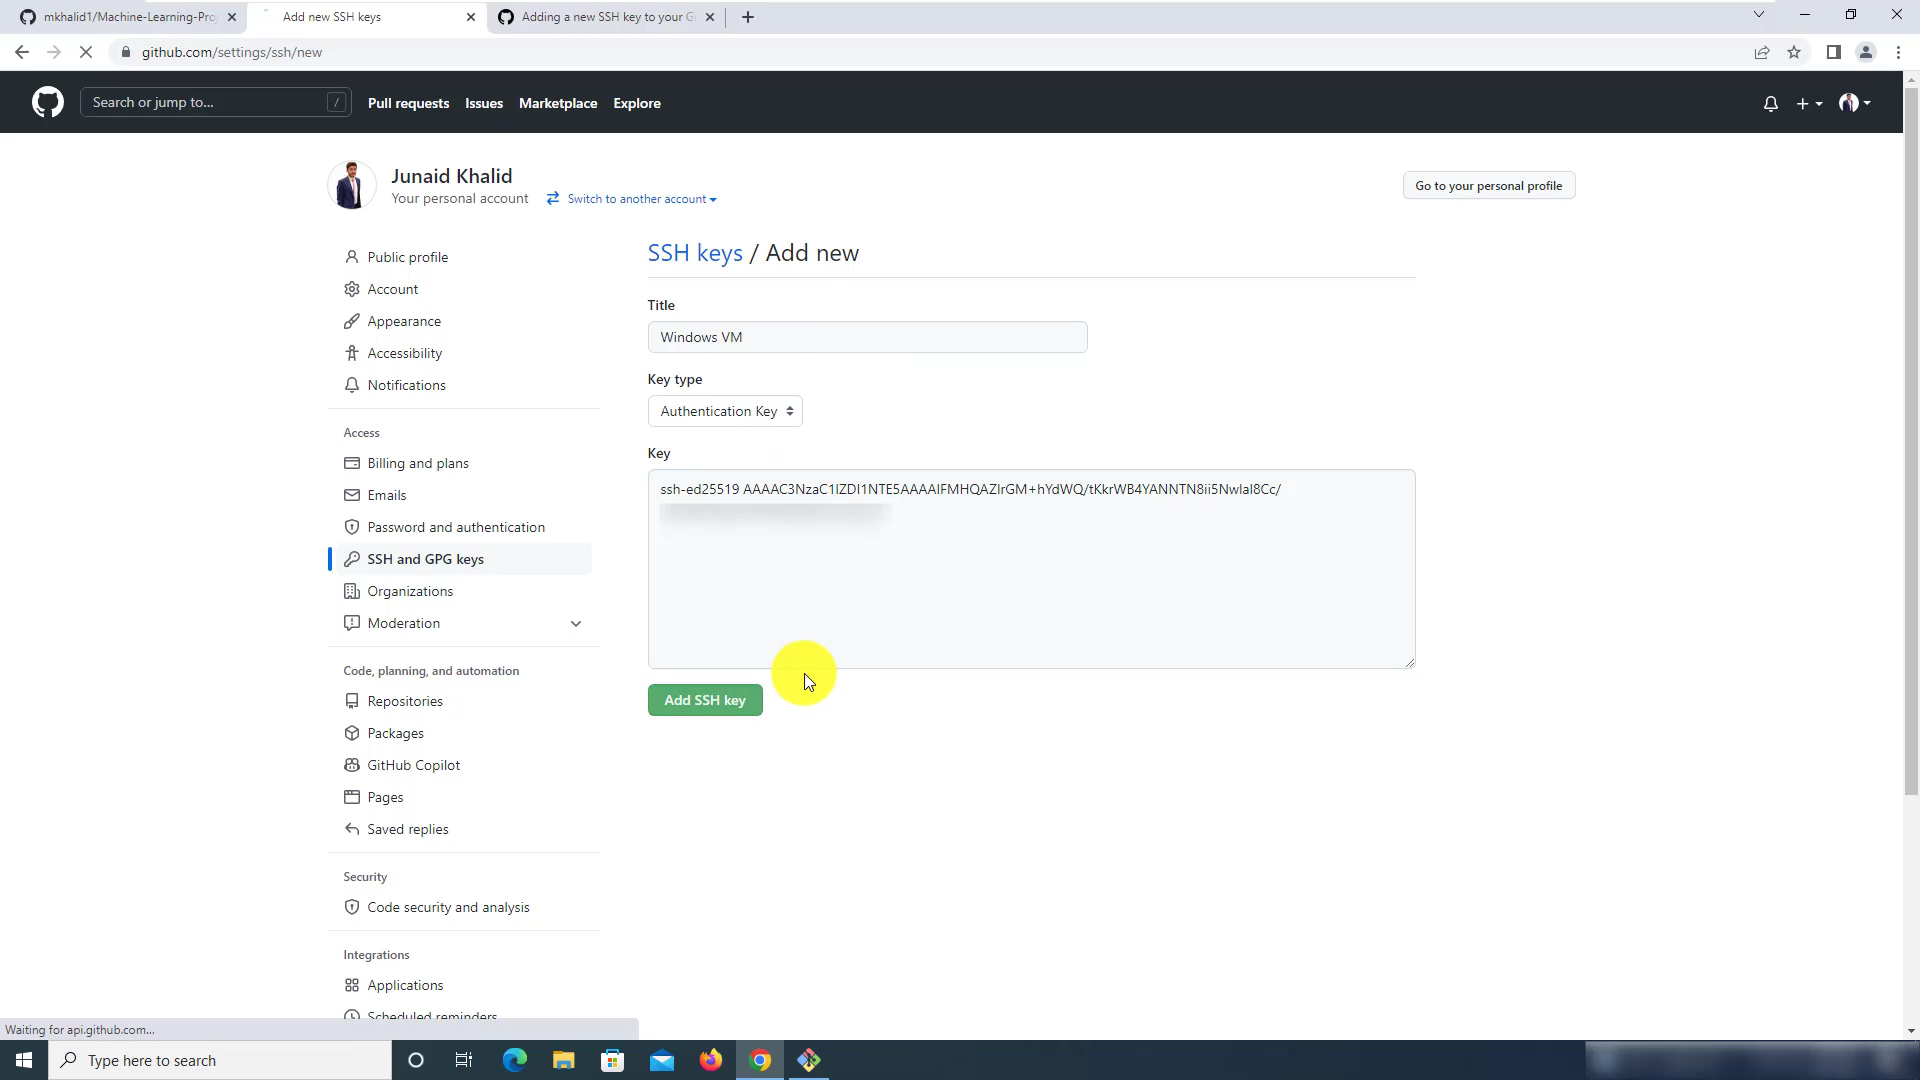 mkhalid1/Machine-Learning-Proj
Add new SSH keys
Adding a new SSH key to your Gi
github.com/settings/ssh/new
Search or jump to... /
Pull requests Issues Marketplace Explore
Junaid Khalid
Your personal account Switch to another account
Go to your personal profile
Public profile
Account
Appearance
Accessibility
Notifications
Access
Billing and plans
Emails
Password and authentication
SSH and GPG keys
Organizations
Moderation
Code, planning, and automation
Repositories
Packages
GitHub Copilot
Pages
Saved replies
Security
Code security and analysis
Integrations
Applications
Scheduled reminders
SSH keys / Add new
Title
Windows VM
Key type
Authentication Key
Key
ssh-ed25519 AAAAC3NzaC1lZDI1NTE5AAAAIFMHQAZIrGM+hYdWQ/tKkrWB4YANNTN8ii5NwIaI8Cc/
Add SSH key
Waiting for api.github.com...
Type here to search